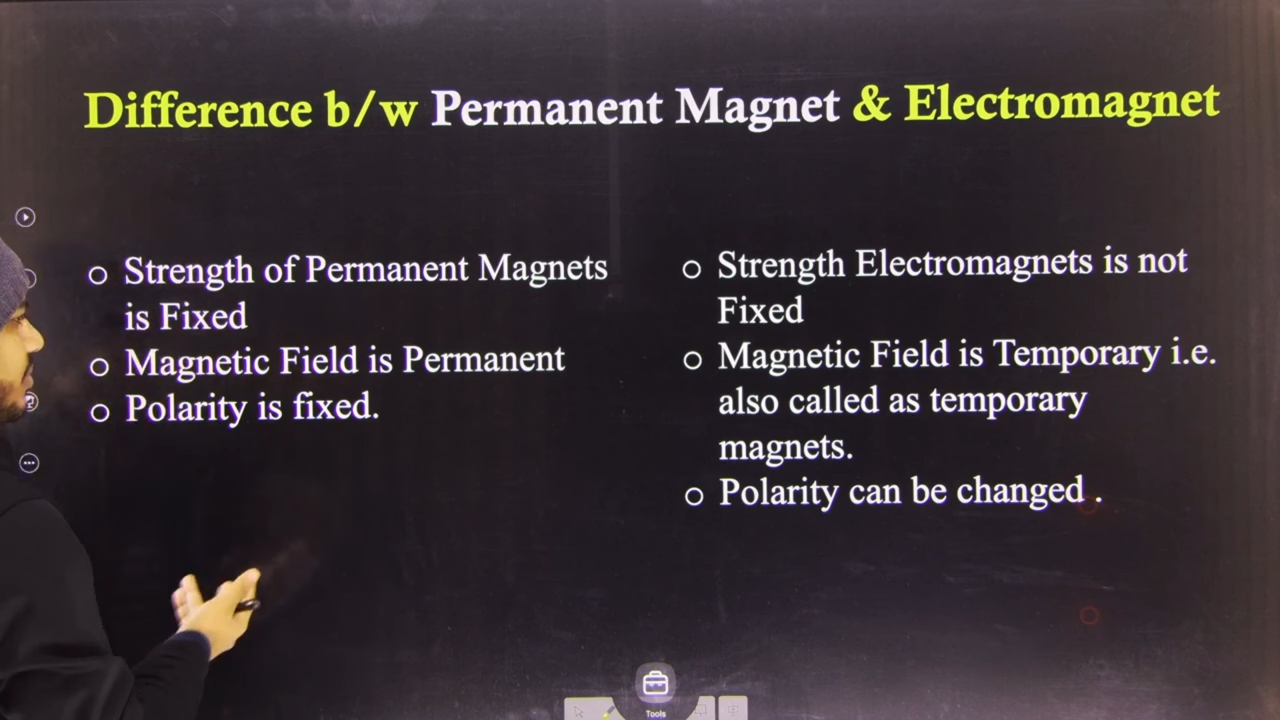 Difference b/w Permanent Magnet & Electromagnet
Strength of Permanent Magnets
is Fixed
Magnetic Field is Permanent
Polarity is fixed.
Strength Electromagnets is not
Fixed
Magnetic Field is Temporary i.e.
also called as temporary
magnets.
Polarity can be changed .
Tools